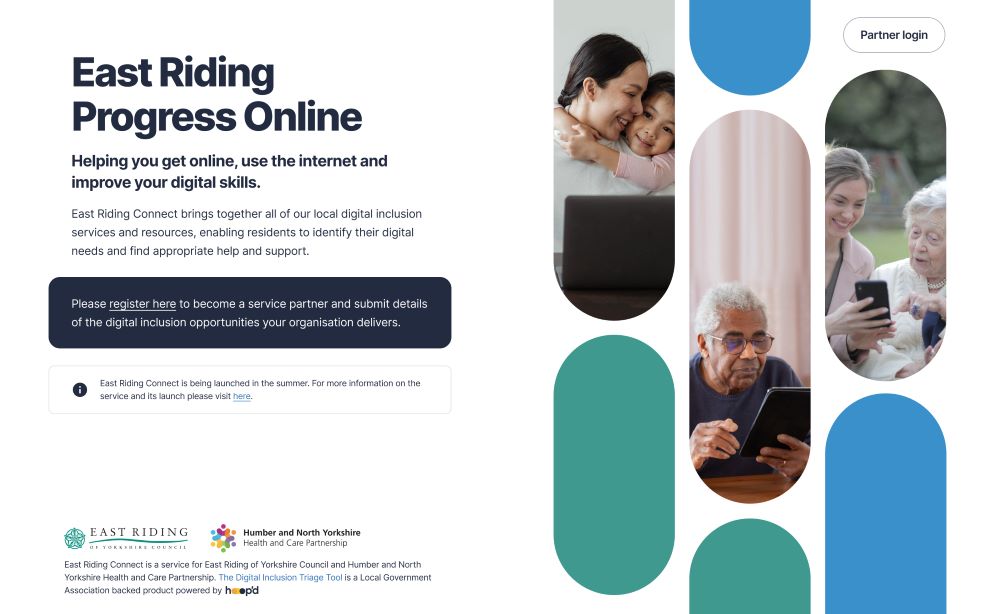 Partner login
East Riding
Progress Online
Helping you get online, use the internet and
improve your digital skills.
East Riding Connect brings together all of our local digital inclusion
services and resources, enabling residents to identify their digital
needs and find appropriate help and support.
Please register here to become a service partner and submit details
of the digital inclusion opportunities your organisation delivers.
East Riding Connect is being launched in the summer. For more information on the
service and its launch please visit here.
EAST RIDING
OF YORKSHIRE COUNCIL
Humber and North Yorkshire
Health and Care Partnership
East Riding Connect is a service for East Riding of Yorkshire Council and Humber and North
Yorkshire Health and Care Partnership. The Digital Inclusion Triage Tool is a Local Government
Association backed product powered by hoop'd